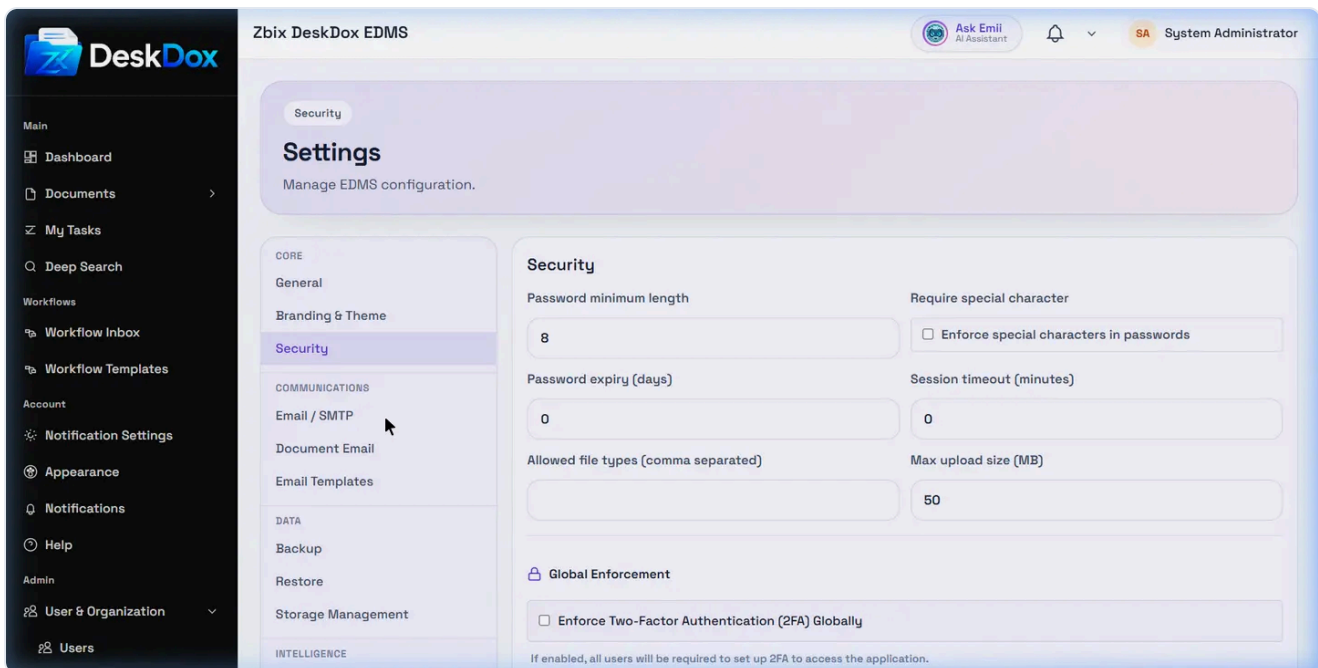 DeskDox
Main
Dashboard
Documents
My Tasks
Deep Search
Workflows
Workflow Inbox
Workflow Templates
Account
Notification Settings
Appearance
Notifications
Help
Admin
User & Organization
Users
Zbix DeskDox EDMS
Ask Emii
AI Assistant
SA
System Administrator
Security
Settings
Manage EDMS configuration.
CORE
General
Branding & Theme
Security
COMMUNICATIONS
Email / SMTP
Document Email
Email Templates
DATA
Backup
Restore
Storage Management
INTELLIGENCE
Security
Password minimum length
8
Require special character
Enforce special characters in passwords
Password expiry (days)
0
Session timeout (minutes)
0
Allowed file types (comma separated)
Max upload size (MB)
50
Global Enforcement
Enforce Two-Factor Authentication (2FA) Globally
If enabled, all users will be required to set up 2FA to access the application.